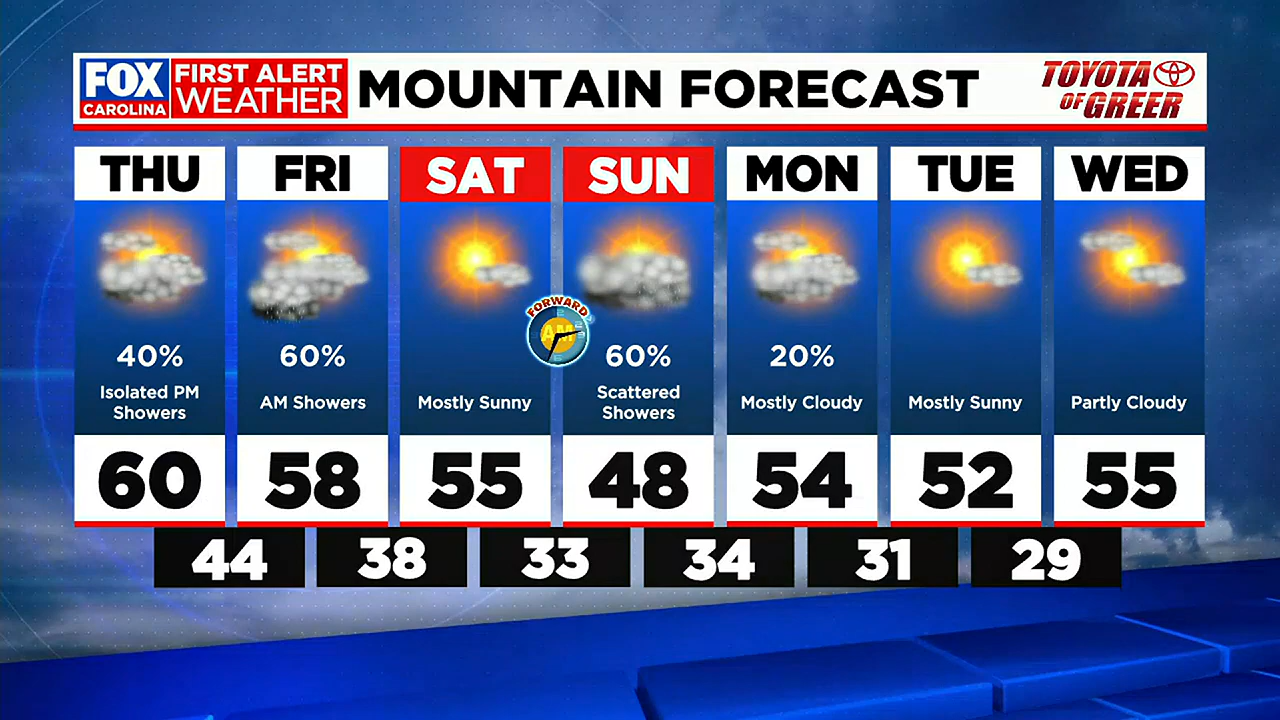 FOX
CAROLINA
FIRST ALERT
WEATHER
MOUNTAIN FORECAST
TOYOTA
OF GREER
THU
FRI
SAT
SUN
MON
TUE
WED
FORWARD
AM
40%
60%
60%
20%
Isolated PM
Showers
AM Showers
Mostly Sunny
Scattered
Showers
Mostly Cloudy
Mostly Sunny
Partly Cloudy
60
58
55
48
54
52
55
44
38
33
34
31
29